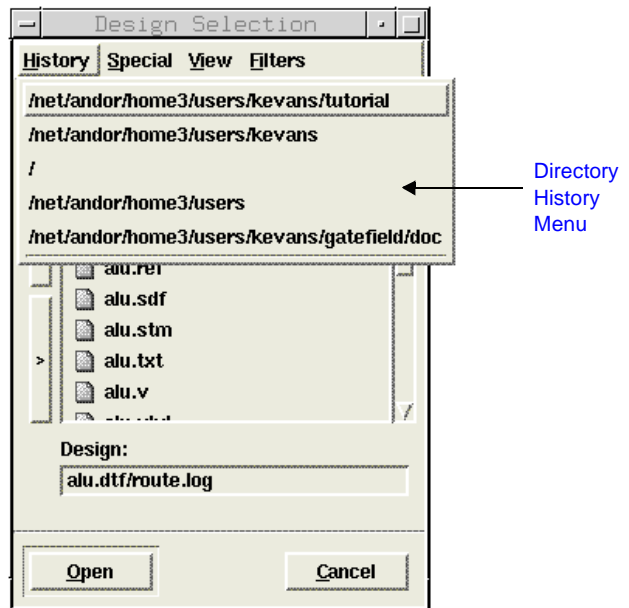 Design Selection
History Special View Filters
/net/andor/home3/users/kevans/tutorial
/net/andor/home3/users/kevans
/
/net/andor/home3/users
/net/andor/home3/users/kevans/gatefield/doc
Directory
History
Menu
alu.ref
alu.sdf
alu.stm
alu.txt
>
alu.v
Design:
alu.dtf/route.log
Open Cancel